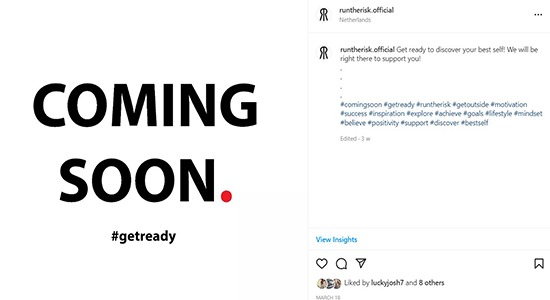 COMING
SOON.
#getready
runtherisk.official
Netherlands
runtherisk.official Get ready to discover your best self! We will be
right there to support you!
.
.
.
.
#comingsoon #getready #runtherisk #getoutside #motivation
#success #inspiration #explore #achieve #goals #lifestyle #mindset
#believe #positivity #support #discover #bestself
Edited · 3 w
View Insights
Liked by luckyjosh7 and 8 others
MARCH 18